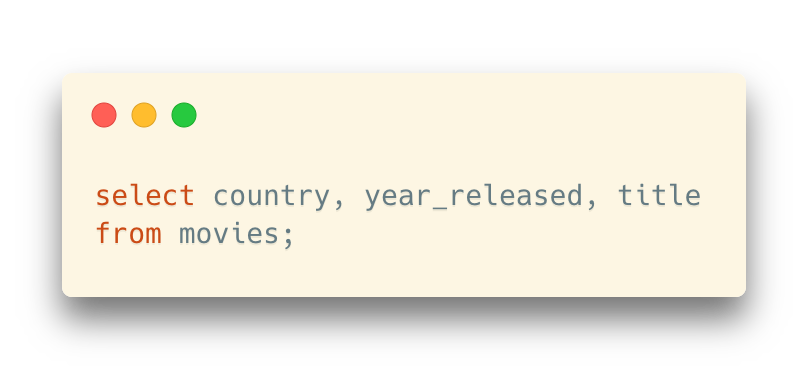 select country, year_released, title
from movies;